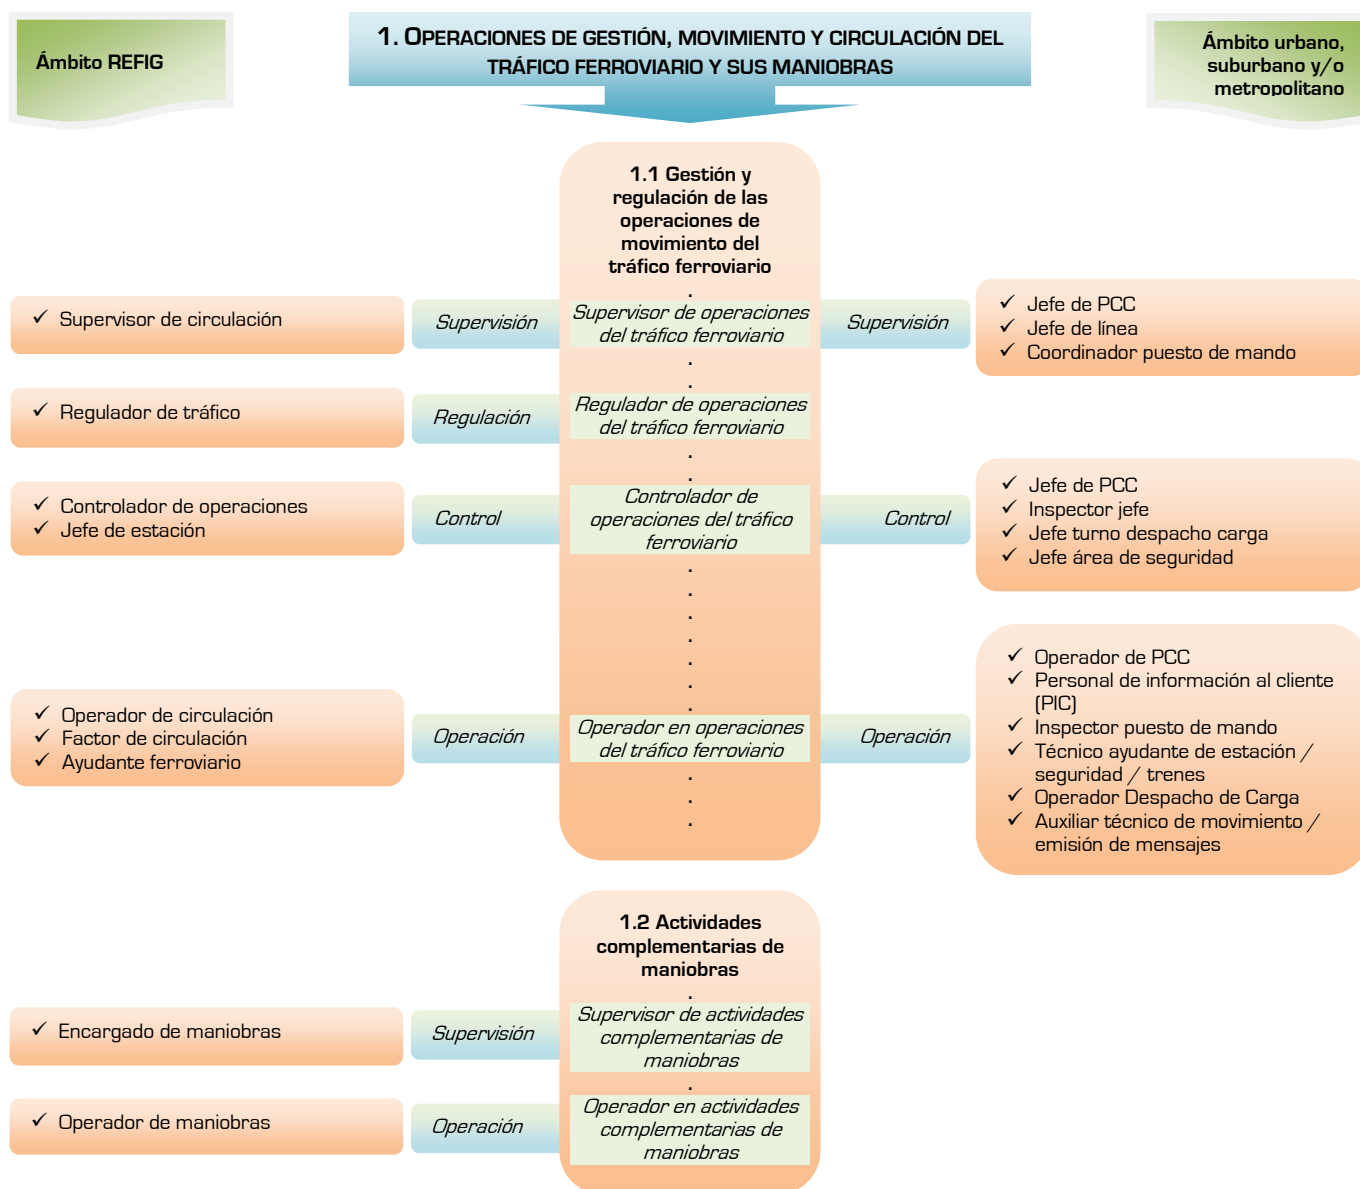 Ámbito REFIG
1. OPERACIONES DE GESTIÓN, MOVIMIENTO Y CIRCULACIÓN DEL
TRÁFICO FERROVIARIO Y SUS MANIOBRAS
Ámbito urbano,
suburbano y/o
metropolitano
1.1 Gestión y
regulación de las
operaciones de
movimiento del
tráfico ferroviario
.
✓ Supervisor de circulación
Supervisión
Supervisor de operaciones
del tráfico ferroviario
Supervisión
✓ Jefe de PCC
✓ Jefe de línea
✓ Coordinador puesto de mando
.
.
✓ Regulador de tráfico
Regulación
Regulador de operaciones
del tráfico ferroviario
.
.
✓ Controlador de operaciones
✓ Jefe de estación
Control
Controlador de
operaciones del tráfico
ferroviario
Control
✓ Jefe de PCC
✓ Inspector jefe
✓ Jefe turno despacho carga
✓ Jefe área de seguridad
.
.
.
.
.
.
.
✓ Operador de circulación
✓ Factor de circulación
✓ Ayudante ferroviario
Operación
Operador en operaciones
del tráfico ferroviario
Operación
✓ Operador de PCC
✓ Personal de información al cliente
(PIC)
✓ Inspector puesto de mando
✓ Técnico ayudante de estación /
seguridad / trenes
✓ Operador Despacho de Carga
✓ Auxiliar técnico de movimiento /
emisión de mensajes
.
.
.
1.2 Actividades
complementarias de
maniobras
.
✓ Encargado de maniobras
Supervisión
Supervisor de actividades
complementarias de
maniobras
.
✓ Operador de maniobras
Operación
Operador en actividades
complementarias de
maniobras